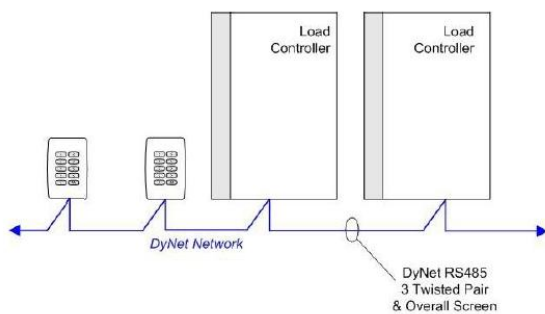 Load
Controller
Load
Controller
DyNet Network
DyNet RS485
3 Twisted Pair
& Overall Screen